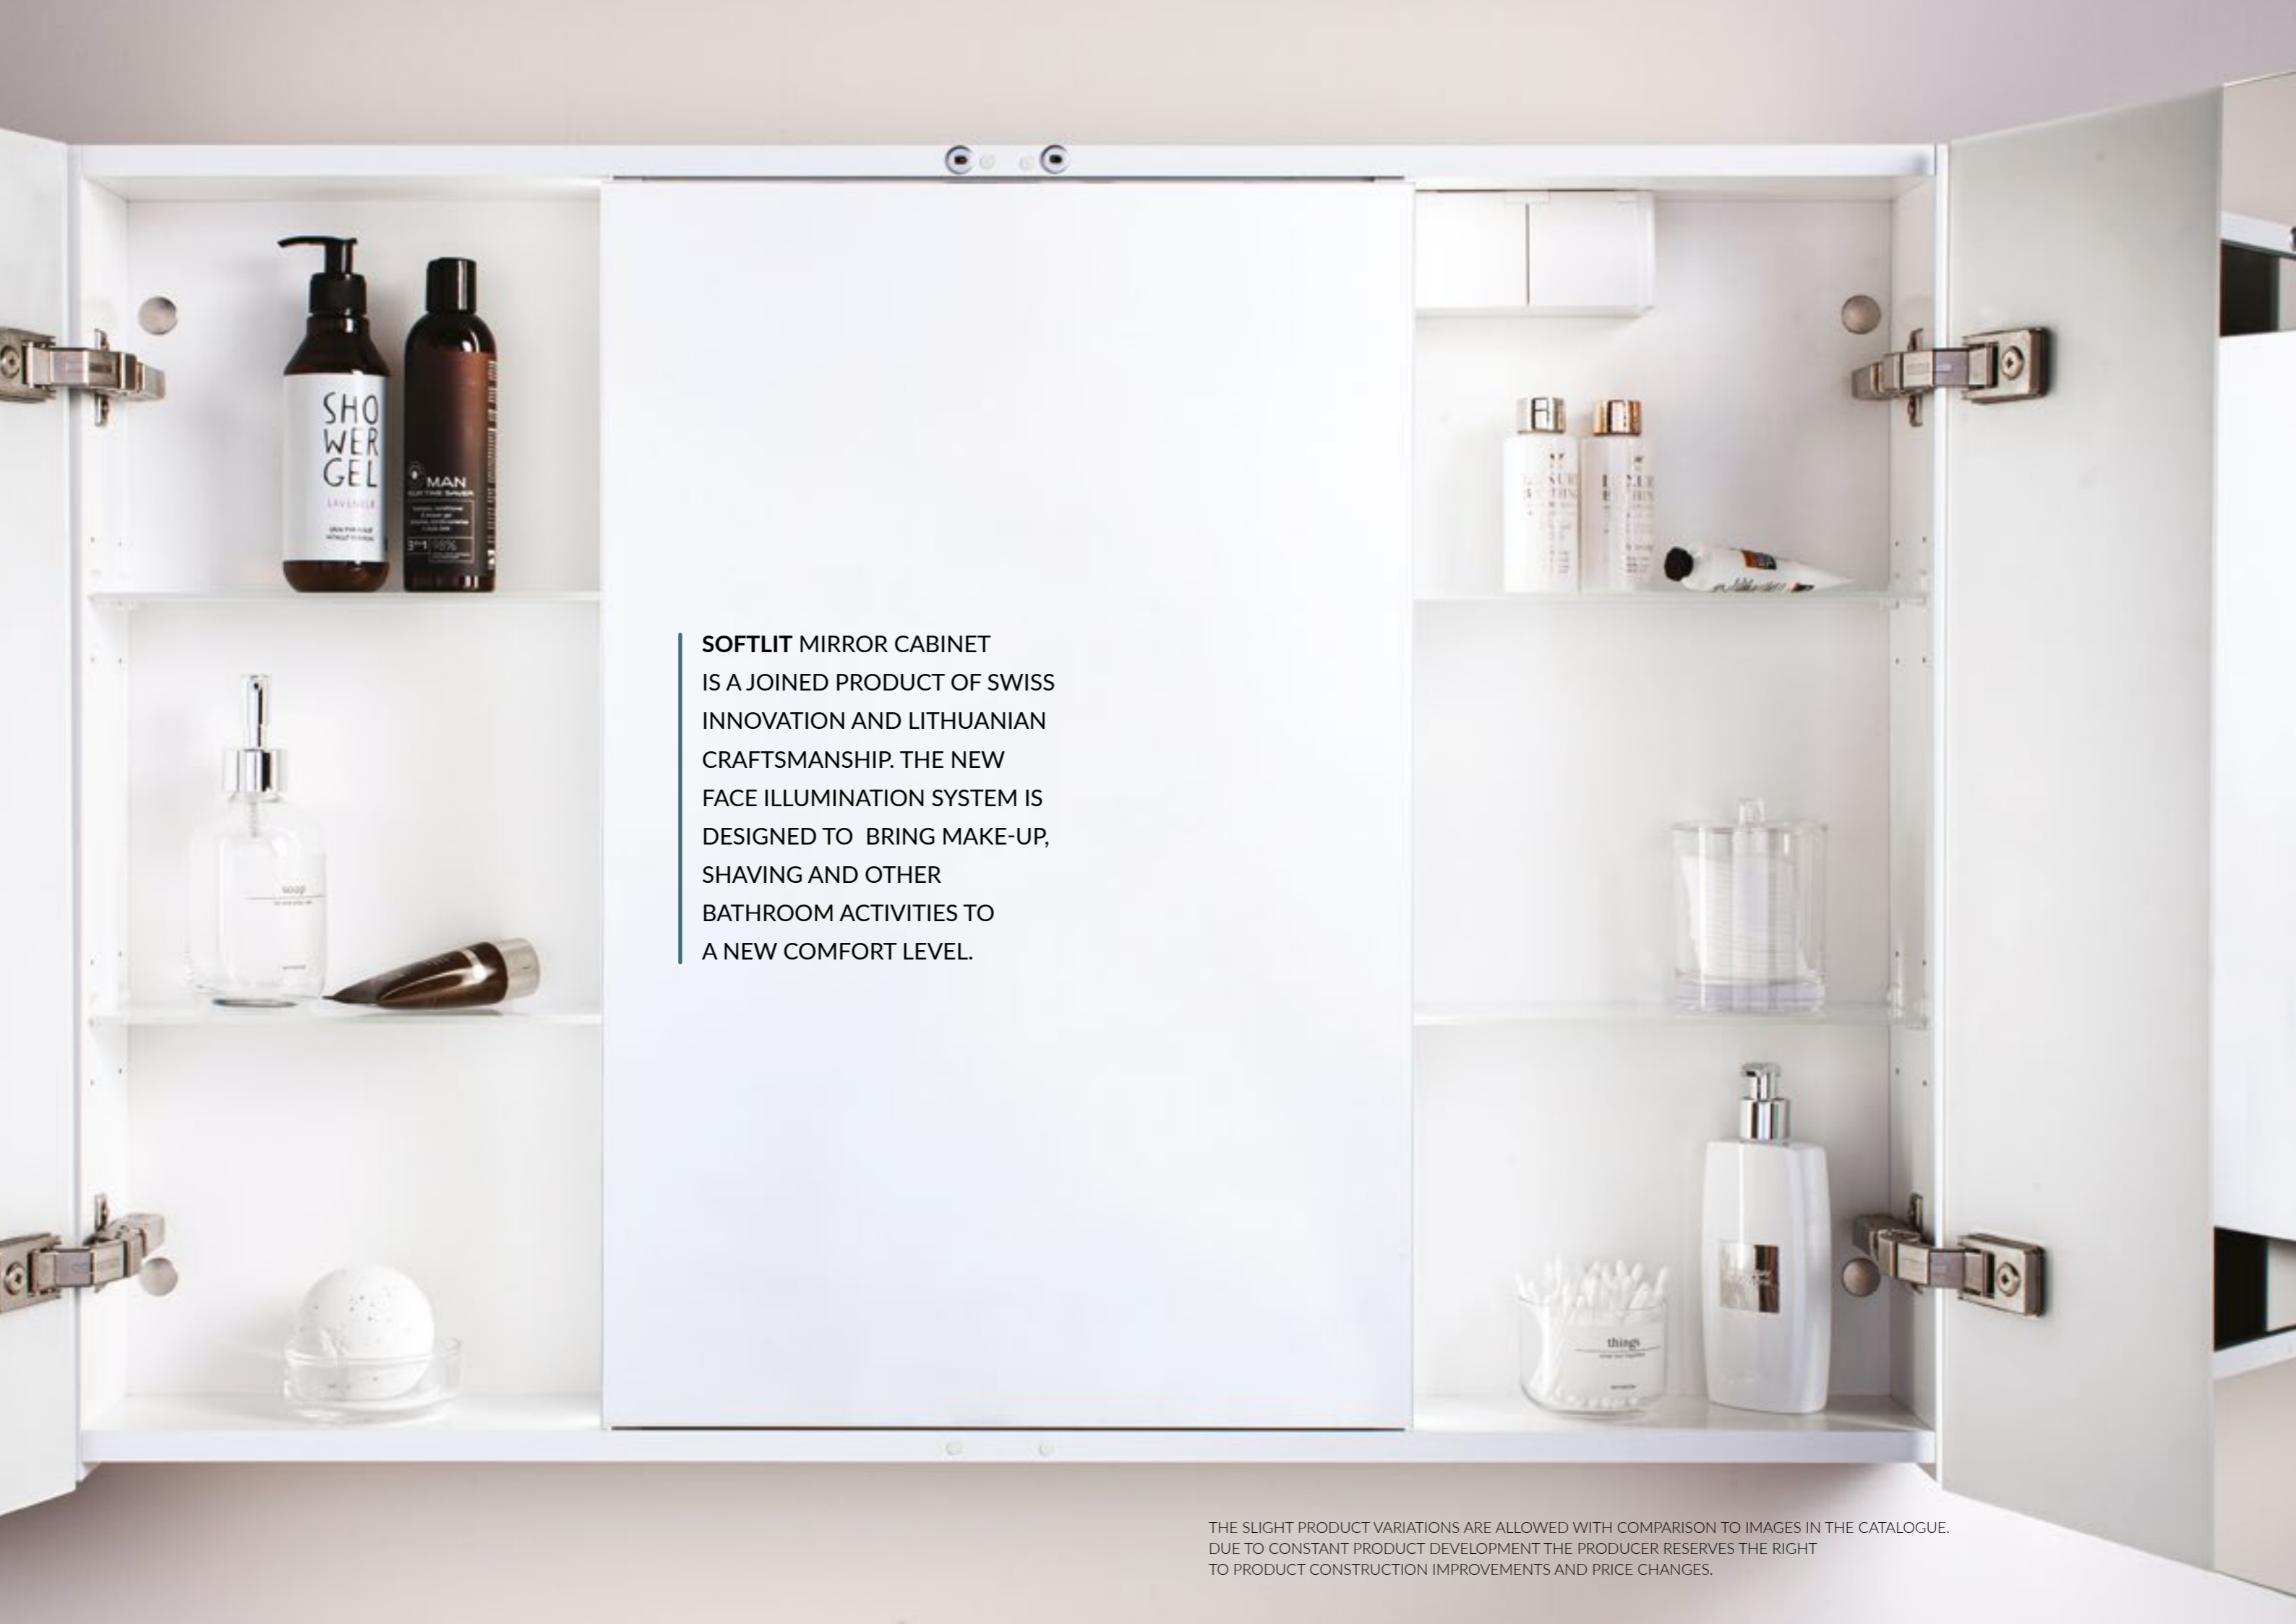 SHO
WER
GEL
LAVENDER
MAN
3in1 98%
SOFTLIT MIRROR CABINET
IS A JOINED PRODUCT OF SWISS
INNOVATION AND LITHUANIAN
CRAFTSMANSHIP. THE NEW
FACE ILLUMINATION SYSTEM IS
DESIGNED TO BRING MAKE-UP,
SHAVING AND OTHER
BATHROOM ACTIVITIES TO
A NEW COMFORT LEVEL.
soap
things
THE SLIGHT PRODUCT VARIATIONS ARE ALLOWED WITH COMPARISON TO IMAGES IN THE CATALOGUE.
DUE TO CONSTANT PRODUCT DEVELOPMENT THE PRODUCER RESERVES THE RIGHT
TO PRODUCT CONSTRUCTION IMPROVEMENTS AND PRICE CHANGES.